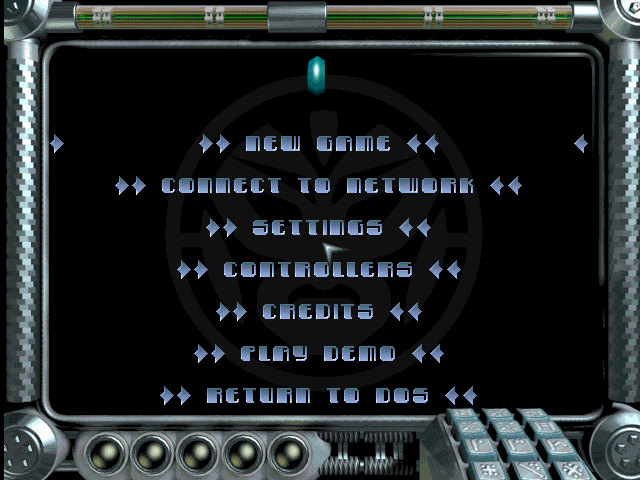 NEW GAME
CONNECT TO NETWORK
SETTINGS
CONTROLLERS
CREDITS
PLAY DEMO
RETURN TO DOS